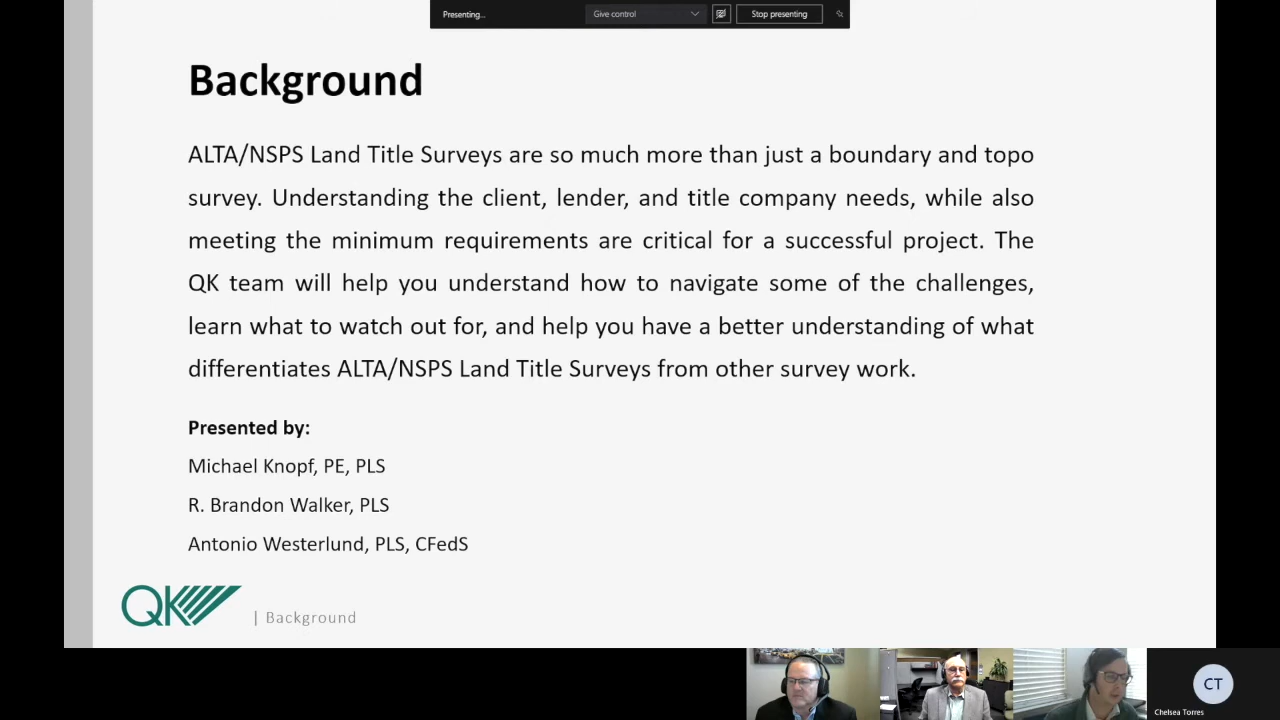 Presenting...
Give control
Stop presenting
Background
ALTA/NSPS Land Title Surveys are so much more than just a boundary and topo
survey. Understanding the client, lender, and title company needs, while also
meeting the minimum requirements are critical for a successful project. The
QK team will help you understand how to navigate some of the challenges,
learn what to watch out for, and help you have a better understanding of what
differentiates ALTA/NSPS Land Title Surveys from other survey work.
Presented by:
Michael Knopf, PE, PLS
R. Brandon Walker, PLS
Antonio Westerlund, PLS, CFedS
QK
| Background
CT
Chelsea Torres